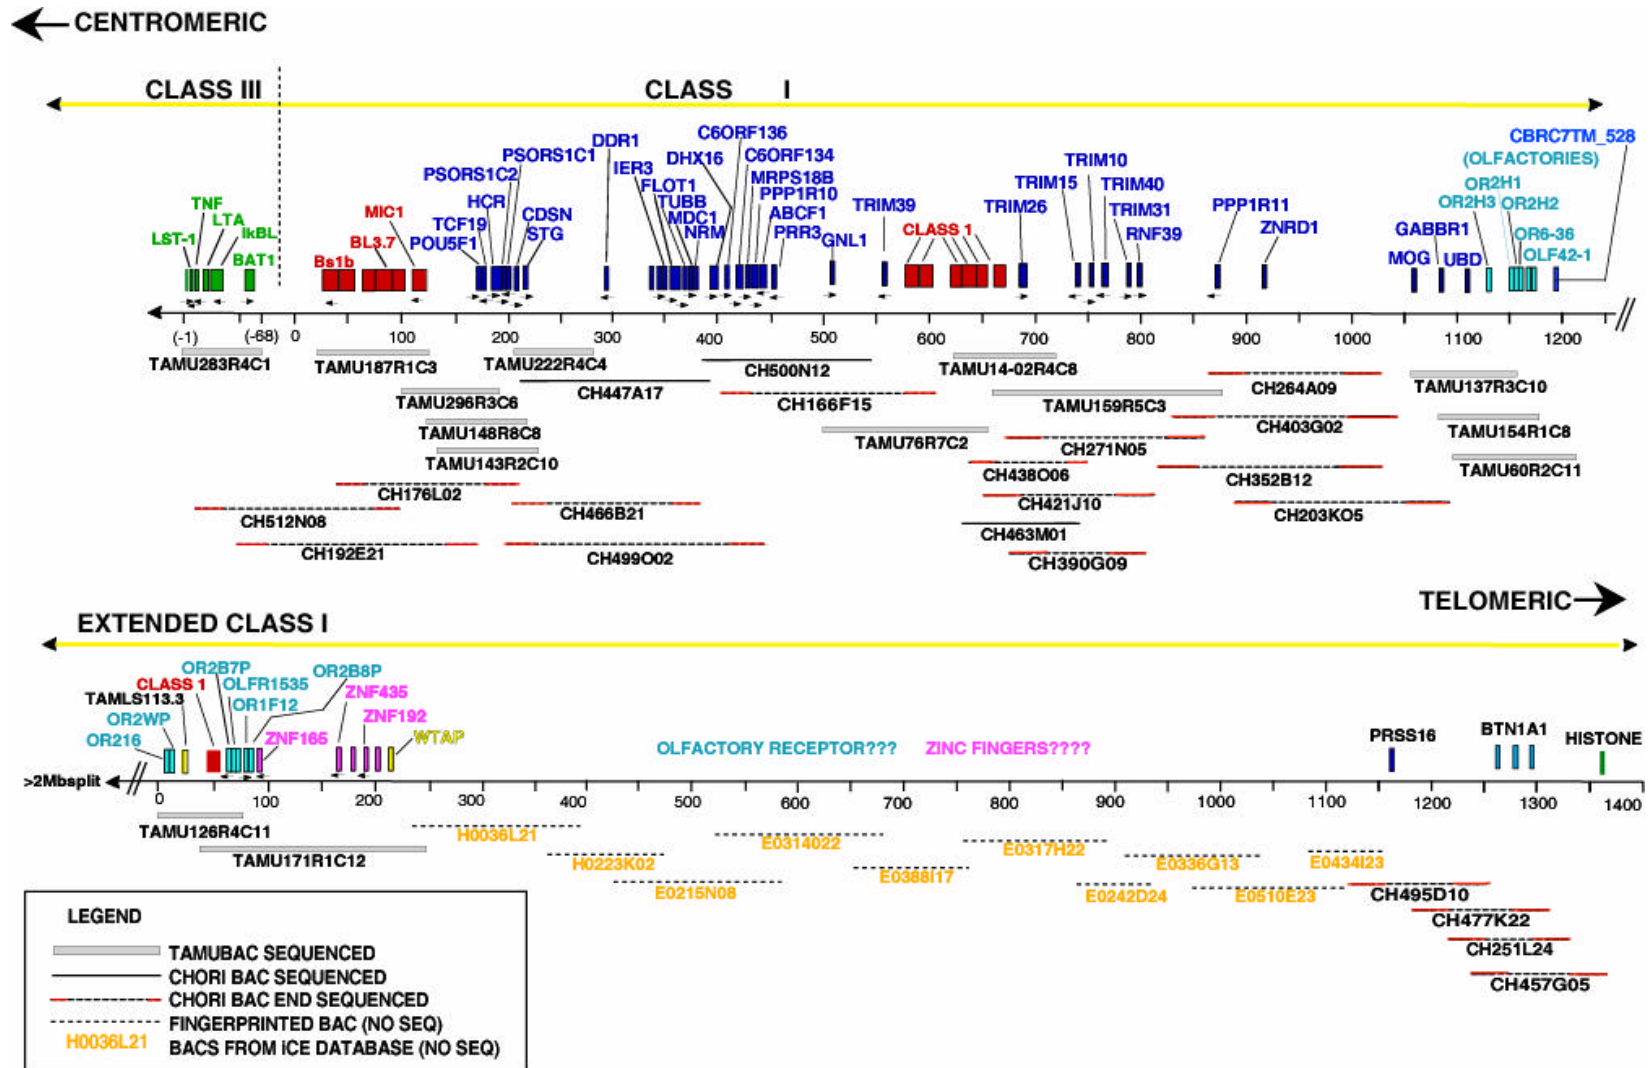 CENTROMERIC
CLASS III
CLASS I
CBRC7TM_528
(OLFACTORIES)
C6ORF136
DDR1
PSORS1C1
C6ORF134
DHX16
IER3
TRIM10
PSORS1C2
MRPS18B
FLOT1
TRIM15
TRIM40
OR2H1
TNF
HCR
TUBB
PPP1R10
TRIM39
TRIM26
TRIM31
PPP1R11
OR2H3
OR2H2
LTA
MIC1
TCF19
CDSN
MDC1
ABCF1
CLASS 1
RNF39
ZNRD1
GABBR1
OR6-36
LST-1
IkBL
BL3.7
POU5F1
STG
NRM
PRR3
GNL1
MOG
UBD
OLF42-1
BAT1
Bs1b
(-1)
(-68)
0
100
200
300
400
500
600
700
800
900
1000
1100
1200
TAMU283R4C1
TAMU187R1C3
TAMU222R4C4
CH500N12
TAMU14-02R4C8
CH447A17
CH264A09
TAMU137R3C10
TAMU296R3C6
CH166F15
TAMU159R5C3
CH403G02
TAMU148R8C8
TAMU76R7C2
TAMU154R1C8
TAMU143R2C10
CH271N05
TAMU60R2C11
CH438O06
CH352B12
CH176L02
CH421J10
CH512N08
CH466B21
CH203KO5
CH463M01
CH192E21
CH499O02
CH390G09
TELOMERIC
EXTENDED CLASS I
OR2B7P
OR2B8P
CLASS 1
OLFR1535
ZNF435
TAMLS113.3
OR1F12
OR2WP
ZNF192
OR216
ZNF165
WTAP
OLFACTORY RECEPTOR???
ZINC FINGERS????
PRSS16
BTN1A1
HISTONE
>2Mbsplit
0
100
200
300
400
500
600
700
800
900
1000
1100
1200
1300
1400
TAMU126R4C11
H0036L21
E0314022
E0317H22
TAMU171R1C12
H0223K02
E0388I17
E0336G13
E0434I23
E0215N08
E0242D24
E0510E23
CH495D10
CH477K22
CH251L24
CH457G05
LEGEND
TAMUBAC SEQUENCED
CHORI BAC SEQUENCED
CHORI BAC END SEQUENCED
FINGERPRINTED BAC (NO SEQ)
H0036L21 BACS FROM iCE DATABASE (NO SEQ)